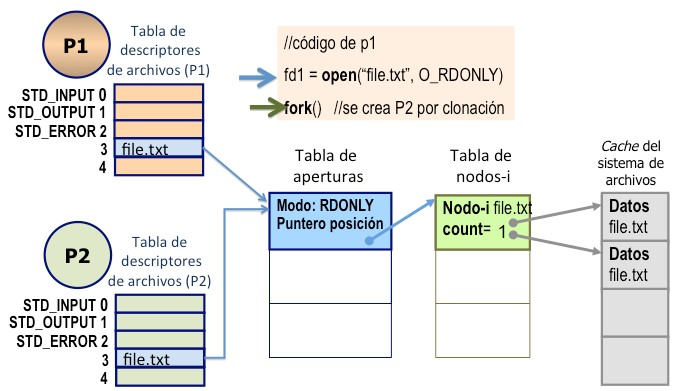 P1
Tabla de
descriptores
de archivos (P1)
STD_INPUT 0
STD_OUTPUT 1
STD_ERROR 2
3 file.txt
4
//código de p1
fd1 = open(“file.txt”, O_RDONLY)
fork() //se crea P2 por clonación
Tabla de
aperturas
Modo: RDONLY
Puntero posición
Tabla de
nodos-i
Nodo-i file.txt
count= 1
Cache del
sistema de
archivos
Datos
file.txt
Datos
file.txt
P2
Tabla de
descriptores
de archivos (P2)
STD_INPUT 0
STD_OUTPUT 1
STD_ERROR 2
3 file.txt
4